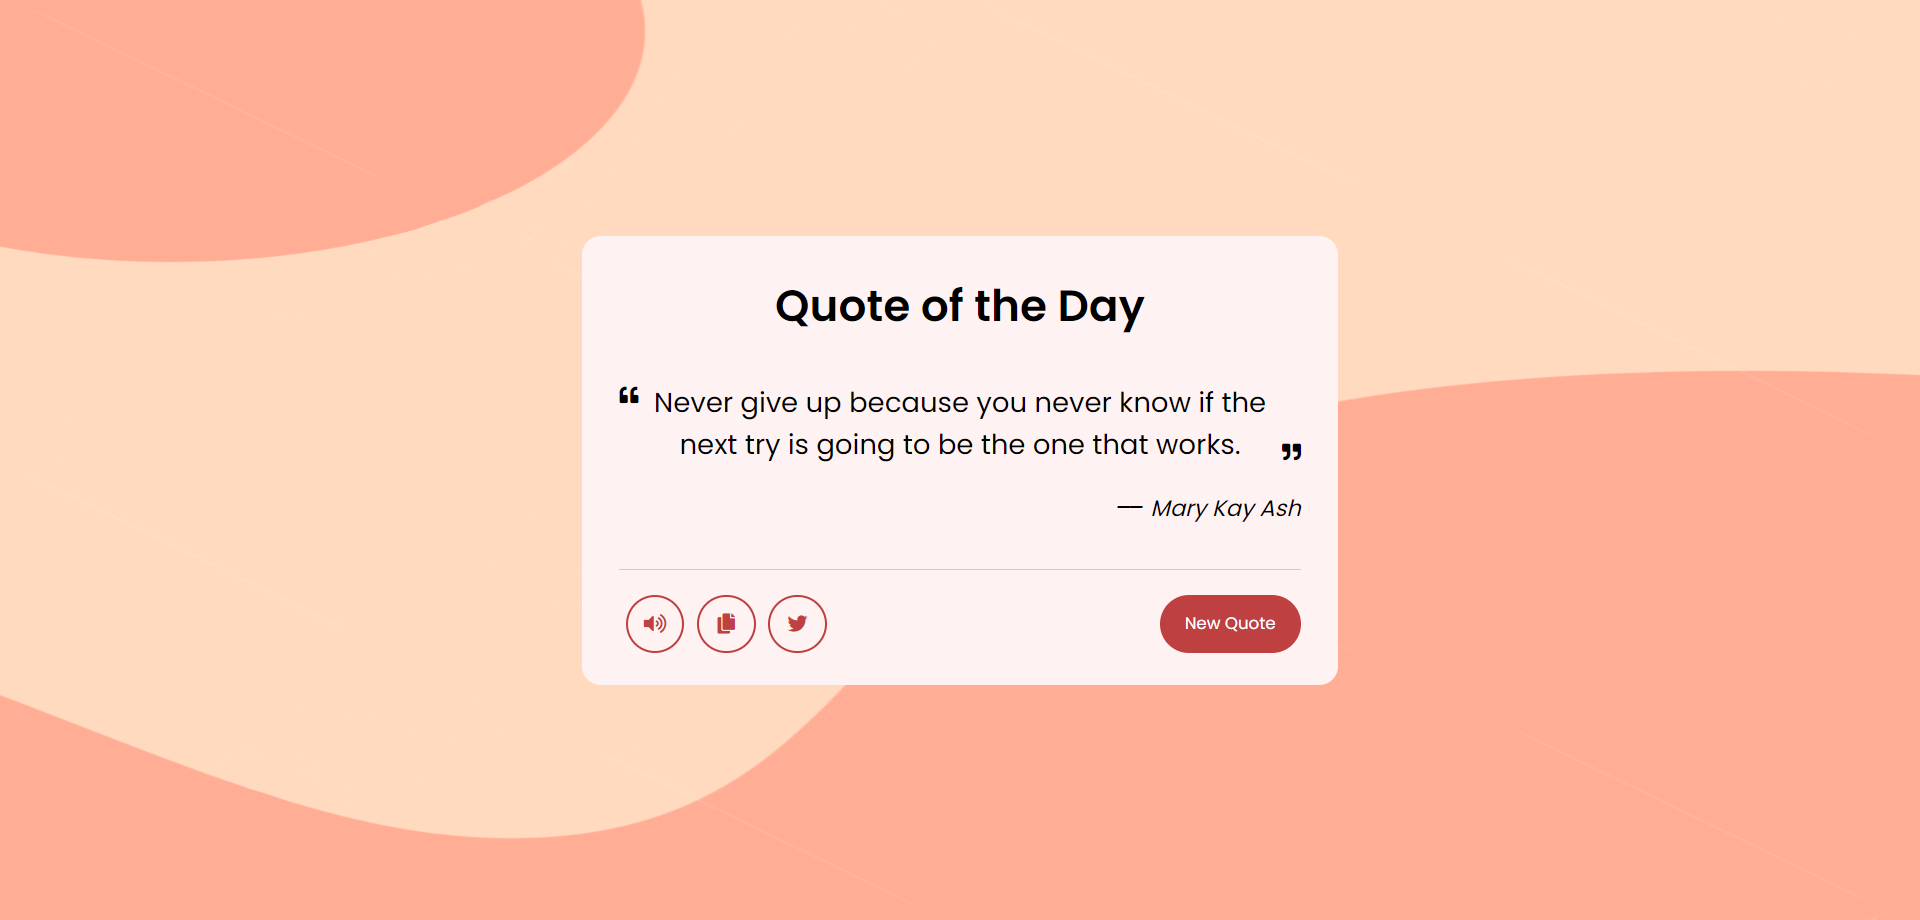 Quote of the Day
“ Never give up because you never know if the
next try is going to be the one that works. ”
— Mary Kay Ash
New Quote